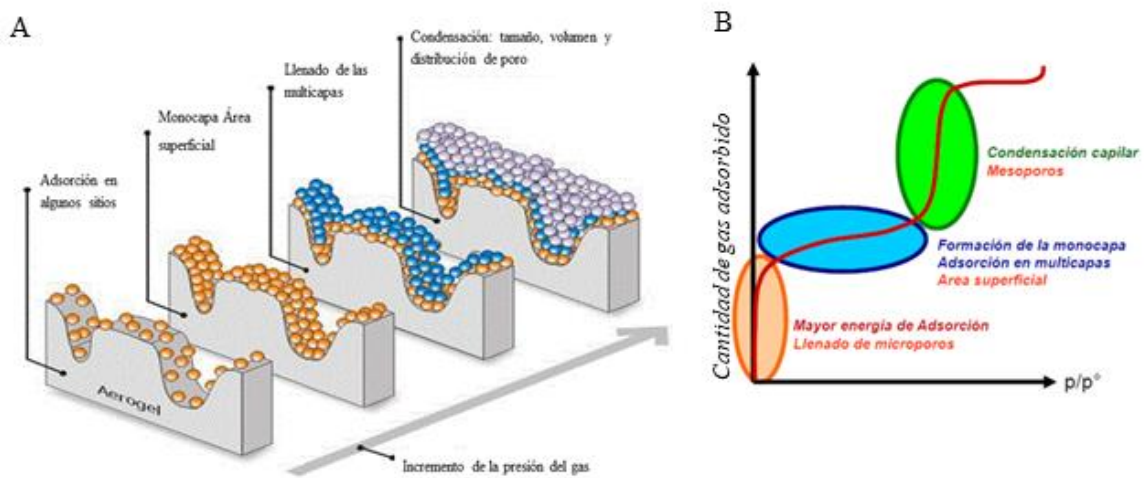 A
Condensación: tamaño, volumen y
distribución de poro
Llenado de las
multicapas
Monocapa Área
superficial
Adsorción en
algunos sitios
Aerogel
Incremento de la presión del gas
B
Cantidad de gas adsorbido
Condensación capilar
Mesoporos
Formación de la monocapa
Adsorción en multicapas
Area superficial
Mayor energía de Adsorción
Llenado de microporos
p/p°